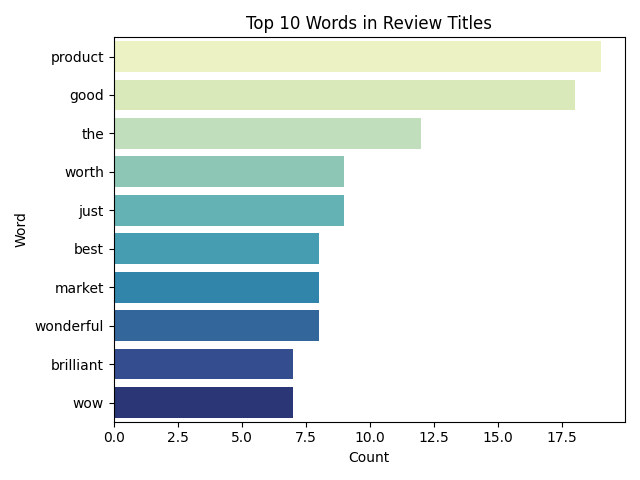 Top 10 Words in Review Titles
product
good
the
worth
just
best
market
wonderful
brilliant
wow
Word
0.0 2.5 5.0 7.5 10.0 12.5 15.0 17.5
Count